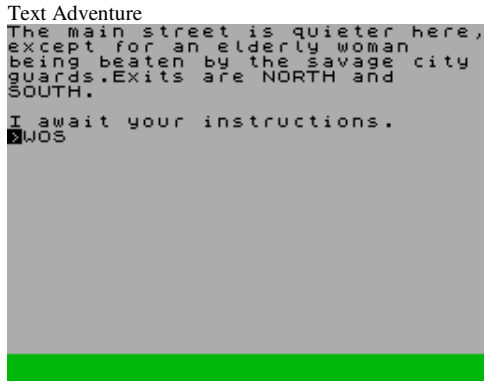 Text Adventure
The main street is quieter here,
except for an elderly woman
being beaten by the savage city
guards.Exits are NORTH and
SOUTH.
I await your instructions.
>WOS